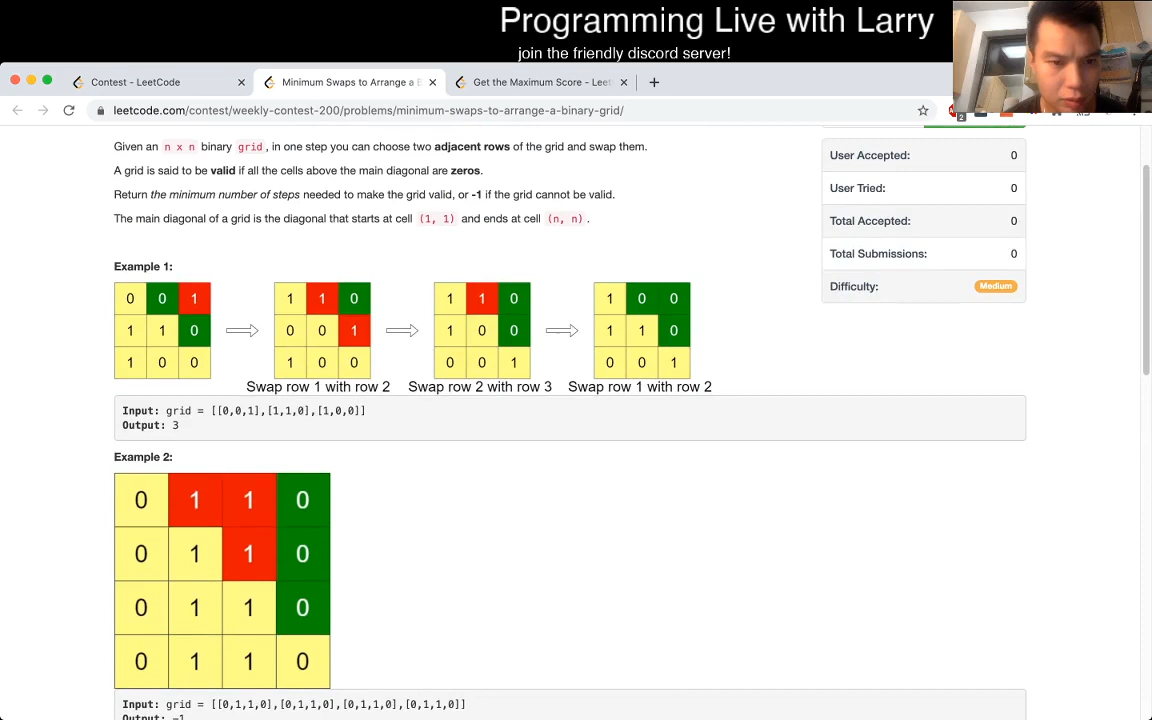 Programming Live with Larry
join the friendly discord server!
Contest - LeetCode
Minimum Swaps to Arrange a B
Get the Maximum Score - Leet
leetcode.com/contest/weekly-contest-200/problems/minimum-swaps-to-arrange-a-binary-grid/
2
Given an n x n binary grid, in one step you can choose two adjacent rows of the grid and swap them.
A grid is said to be valid if all the cells above the main diagonal are zeros.
Return the minimum number of steps needed to make the grid valid, or -1 if the grid cannot be valid.
The main diagonal of a grid is the diagonal that starts at cell (1, 1) and ends at cell (n, n).
User Accepted: 0
User Tried: 0
Total Accepted: 0
Total Submissions: 0
Difficulty: Medium
Example 1:
0 0 1 1 1 0 1 1 0 1 0 0
1 1 0 0 0 1 1 0 0 1 1 0
1 0 0 1 0 0 0 0 1 0 0 1
Swap row 1 with row 2 Swap row 2 with row 3 Swap row 1 with row 2
Input: grid = [[0,0,1],[1,1,0],[1,0,0]]
Output: 3
Example 2:
0 1 1 0
0 1 1 0
0 1 1 0
0 1 1 0
Input: grid = [[0,1,1,0],[0,1,1,0],[0,1,1,0],[0,1,1,0]]
Output: -1